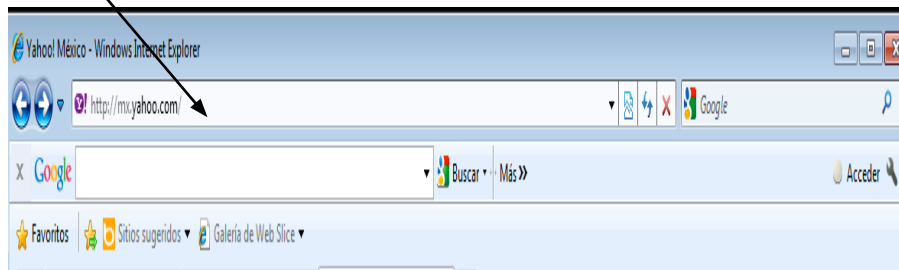 Yahoo! México - Windows Internet Explorer
http://mx.yahoo.com/
Google
x Google Buscar Más» Acceder
Favoritos Sitios sugeridos Galería de Web Slice